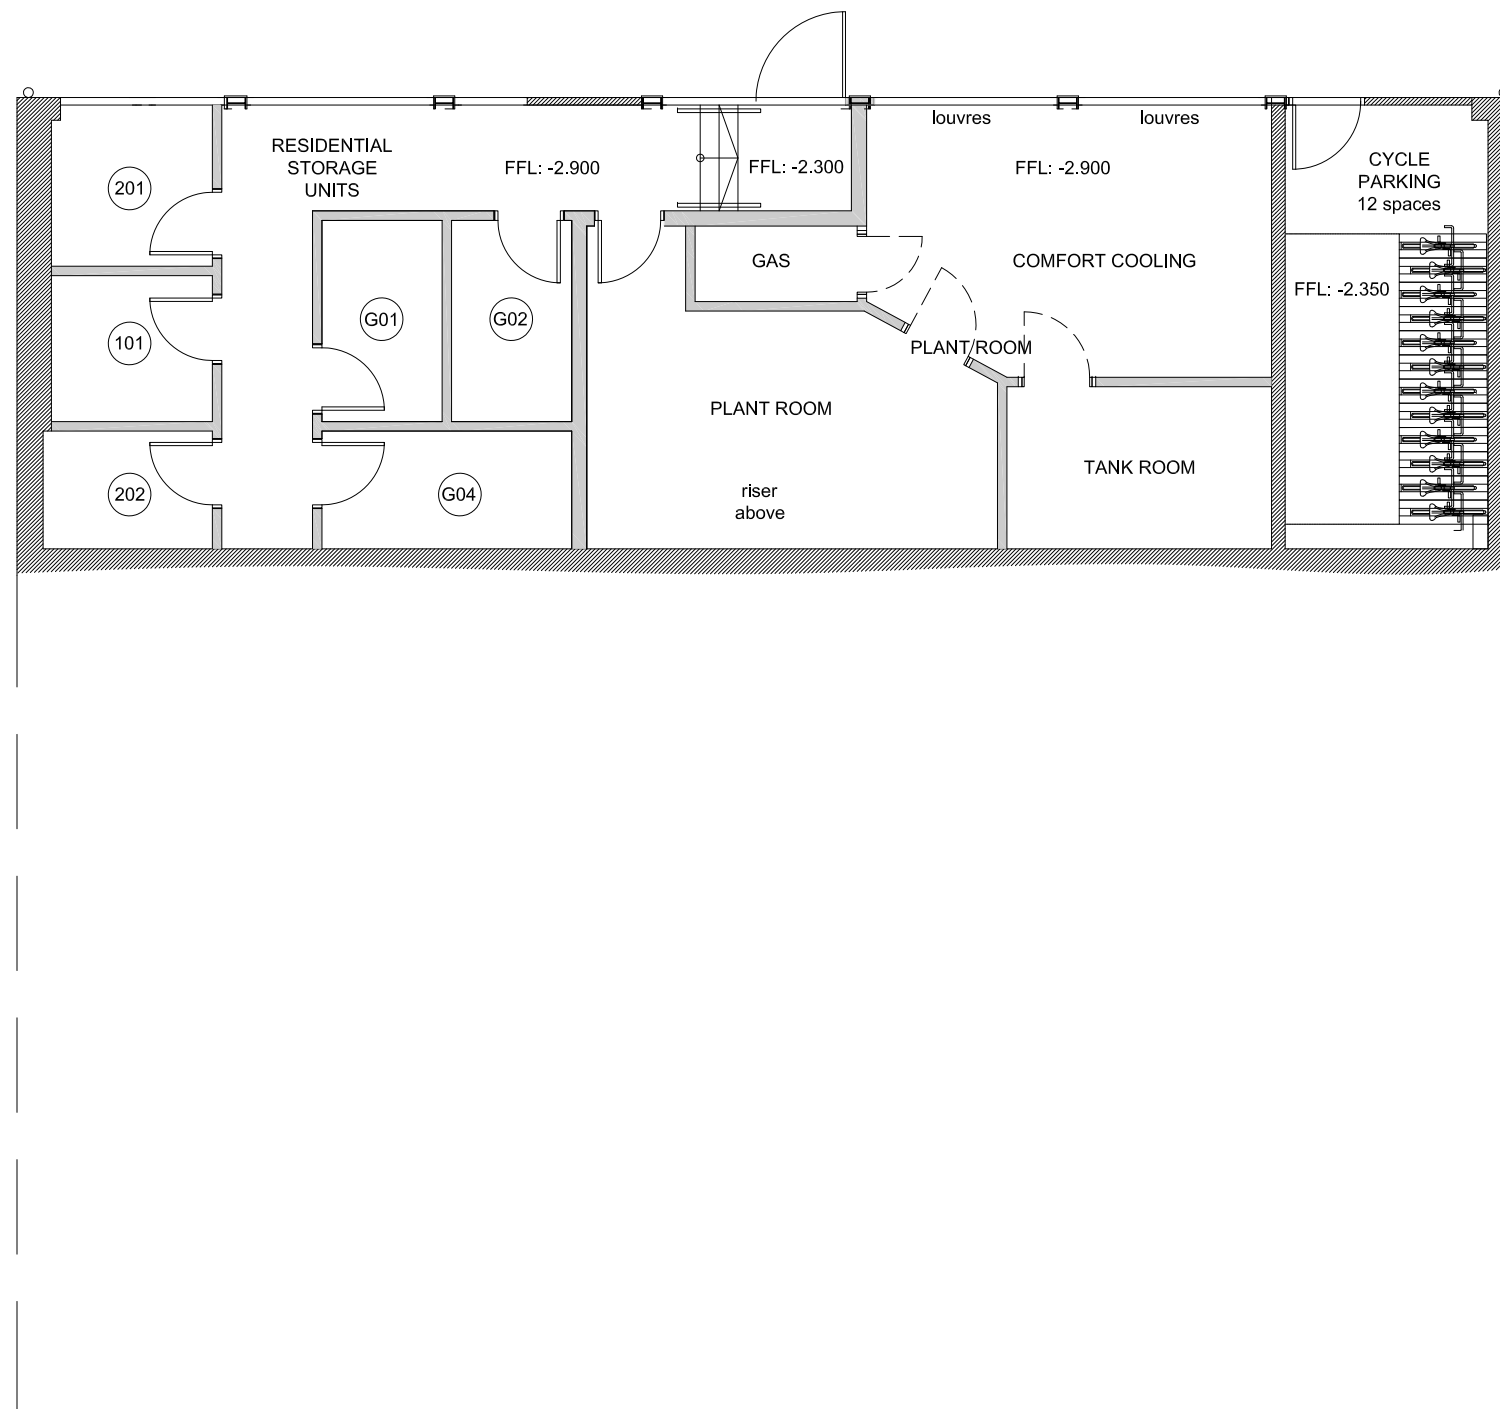 louvres
louvres
RESIDENTIAL
STORAGE
UNITS
FFL: -2.900
FFL: -2.300
FFL: -2.900
CYCLE
PARKING
12 spaces
201
GAS
COMFORT COOLING
FFL: -2.350
G01
G02
101
PLANT ROOM
PLANT ROOM
TANK ROOM
202
G04
riser
above